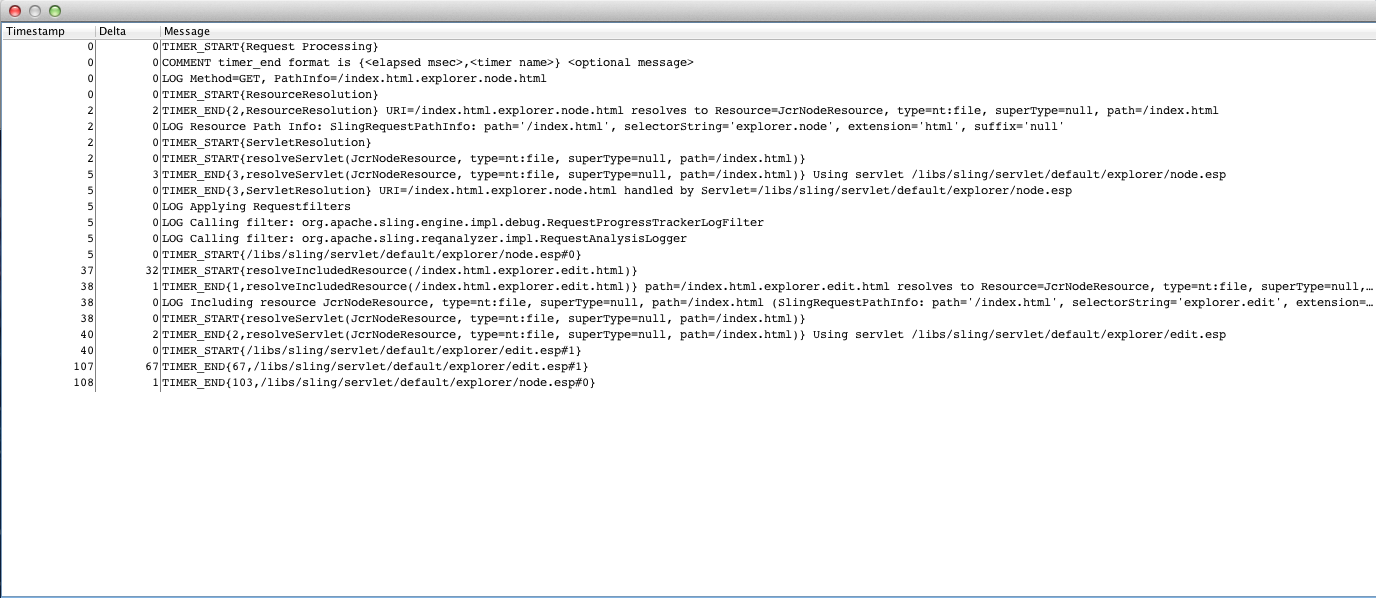 Timestamp Delta Message
0 0 TIMER_START{Request Processing}
0 0 COMMENT timer_end format is {<elapsed msec>,<timer name>} <optional message>
0 0 LOG Method=GET, PathInfo=/index.html.explorer.node.html
0 0 TIMER_START{ResourceResolution}
2 2 TIMER_END{2,ResourceResolution} URI=/index.html.explorer.node.html resolves to Resource=JcrNodeResource, type=nt:file, superType=null, path=/index.html
2 0 LOG Resource Path Info: SlingRequestPathInfo: path='/index.html', selectorString='explorer.node', extension='html', suffix='null'
2 0 TIMER_START{ServletResolution}
2 0 TIMER_START{resolveServlet(JcrNodeResource, type=nt:file, superType=null, path=/index.html)}
5 3 TIMER_END{3,resolveServlet(JcrNodeResource, type=nt:file, superType=null, path=/index.html)} Using servlet /libs/sling/servlet/default/explorer/node.esp
5 0 TIMER_END{3,ServletResolution} URI=/index.html.explorer.node.html handled by Servlet=/libs/sling/servlet/default/explorer/node.esp
5 0 LOG Applying Requestfilters
5 0 LOG Calling filter: org.apache.sling.engine.impl.debug.RequestProgressTrackerLogFilter
5 0 LOG Calling filter: org.apache.sling.reqanalyzer.impl.RequestAnalysisLogger
5 0 TIMER_START{/libs/sling/servlet/default/explorer/node.esp#0}
37 32 TIMER_START{resolveIncludedResource(/index.html.explorer.edit.html)}
38 1 TIMER_END{1,resolveIncludedResource(/index.html.explorer.edit.html)} path=/index.html.explorer.edit.html resolves to Resource=JcrNodeResource, type=nt:file, superType=null,...
38 0 LOG Including resource JcrNodeResource, type=nt:file, superType=null, path=/index.html (SlingRequestPathInfo: path='/index.html', selectorString='explorer.edit', extension=...
38 0 TIMER_START{resolveServlet(JcrNodeResource, type=nt:file, superType=null, path=/index.html)}
40 2 TIMER_END{2,resolveServlet(JcrNodeResource, type=nt:file, superType=null, path=/index.html)} Using servlet /libs/sling/servlet/default/explorer/edit.esp
40 0 TIMER_START{/libs/sling/servlet/default/explorer/edit.esp#1}
107 67 TIMER_END{67,/libs/sling/servlet/default/explorer/edit.esp#1}
108 1 TIMER_END{103,/libs/sling/servlet/default/explorer/node.esp#0}